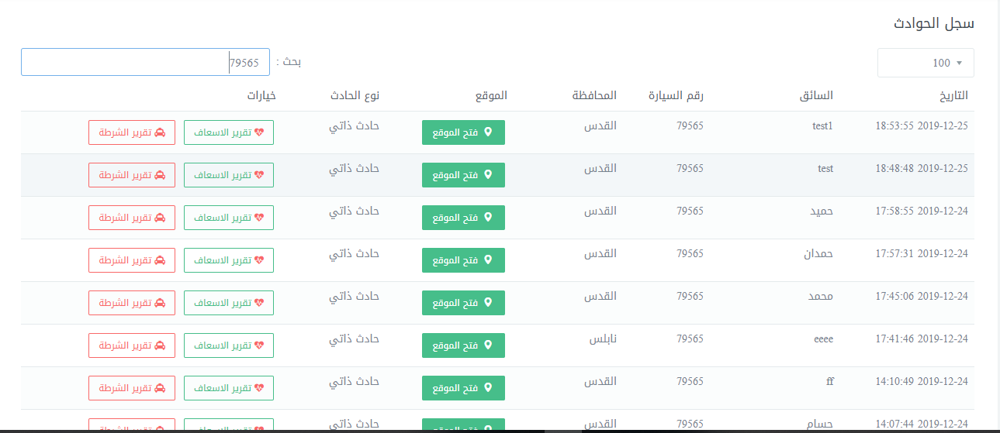 سجل الحوادث
100 بحث : 79565
التاريخ السائق رقم السيارة المحافظة الموقع نوع الحادث خيارات
18:53:55 2019-12-25 test1 79565 القدس فتح الموقع حادث ذاتي تقرير الاسعاف تقرير الشرطة
18:48:48 2019-12-25 test 79565 القدس فتح الموقع حادث ذاتي تقرير الاسعاف تقرير الشرطة
17:58:55 2019-12-24 حميد 79565 القدس فتح الموقع حادث ذاتي تقرير الاسعاف تقرير الشرطة
17:57:31 2019-12-24 حمدان 79565 القدس فتح الموقع حادث ذاتي تقرير الاسعاف تقرير الشرطة
17:45:06 2019-12-24 محمد 79565 القدس فتح الموقع حادث ذاتي تقرير الاسعاف تقرير الشرطة
17:41:46 2019-12-24 eeee 79565 نابلس فتح الموقع حادث ذاتي تقرير الاسعاف تقرير الشرطة
14:10:49 2019-12-24 ff 79565 القدس فتح الموقع حادث ذاتي تقرير الاسعاف تقرير الشرطة
14:07:44 2019-12-24 حسام 79565 القدس فتح الموقع حادث ذاتي تقرير الاسعاف تقرير الشرطة